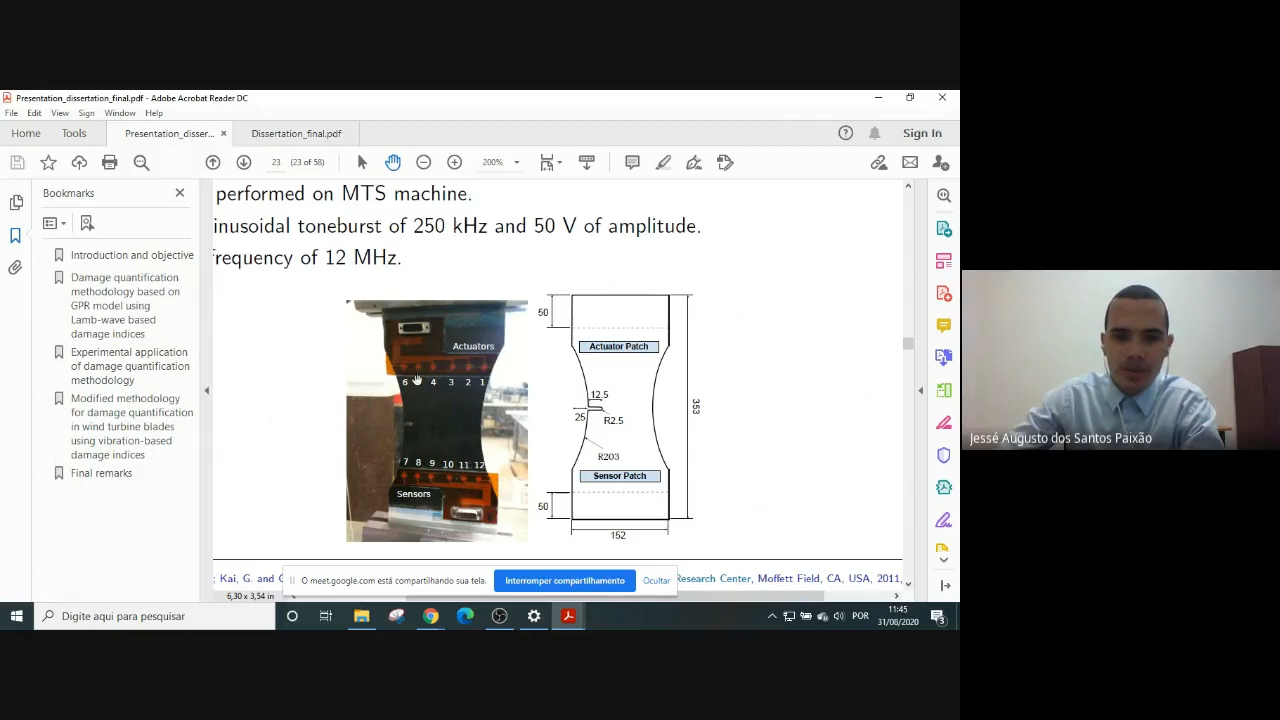 Presentation_dissertation_final.pdf - Adobe Acrobat Reader DC
File Edit View Sign Window Help
Home Tools Presentation_disser... × Dissertation_final.pdf Sign In
23 (23 of 58) 200%
Bookmarks
Introduction and objective
Damage quantification
methodology based on
GPR model using
Lamb-wave based
damage indices
Experimental application
of damage quantification
methodology
Modified methodology
for damage quantification
in wind turbine blades
using vibration-based
damage indices
Final remarks
performed on MTS machine.
inusoidal toneburst of 250 kHz and 50 V of amplitude.
frequency of 12 MHz.
Actuators
6 4 3 2 1
7 8 9 10 11 12
Sensors
50
Actuator Patch
12,5
25
R2.5
353
R203
Sensor Patch
50
152
; Kai, G. and
Research Center, Moffett Field, CA, USA, 2011,
O meet.google.com está compartilhando sua tela.
Interromper compartilhamento
Ocultar
6,30 x 3,54 in
Jessé Augusto dos Santos Paixão
Digite aqui para pesquisar
POR
11:45
31/08/2020
3